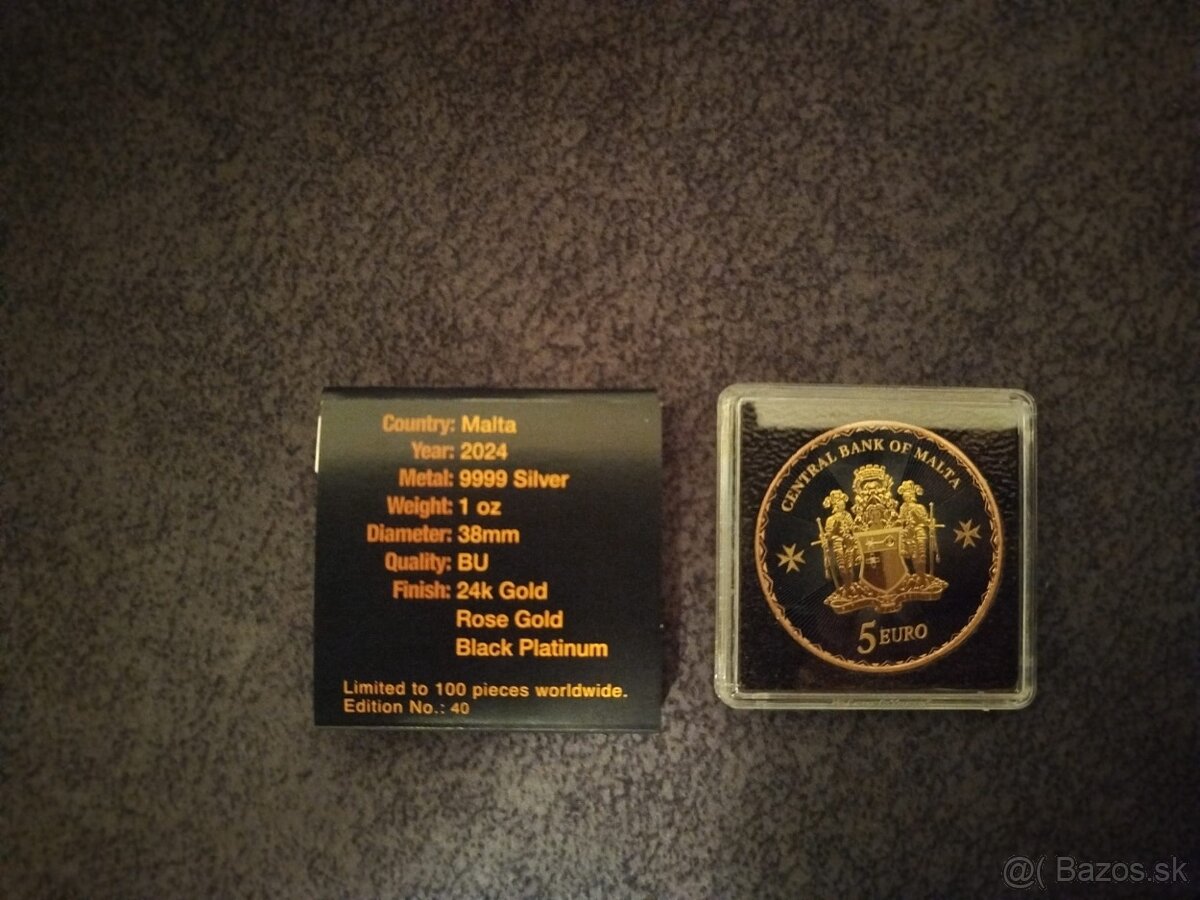 Country: Malta
Year: 2024
Metal: 9999 Silver
Weight: 1 oz
Diameter: 38mm
Quality: BU
Finish: 24k Gold
Rose Gold
Black Platinum
Limited to 100 pieces worldwide.
Edition No.: 40
CENTRAL BANK OF MALTA
5 EURO
@( Bazos.sk